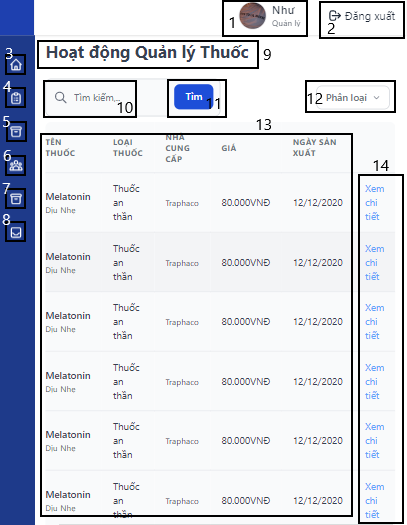 1 Như
Quản lý
2 Đăng xuất
3
4
5
6
7
8
Hoạt động Quản lý Thuốc 9
Tìm kiếm,.. 10
Tìm 11
12 Phân loại
13
14
TÊN THUỐC LOẠI THUỐC NHÀ CUNG CẤP GIÁ NGÀY SẢN XUẤT
Melatonin Thuốc an thần Traphaco 80.000VNĐ 12/12/2020 Xem chi tiết
Dịu Nhẹ
Melatonin Thuốc an thần Traphaco 80.000VNĐ 12/12/2020 Xem chi tiết
Dịu Nhẹ
Melatonin Thuốc an thần Traphaco 80.000VNĐ 12/12/2020 Xem chi tiết
Dịu Nhẹ
Melatonin Thuốc an thần Traphaco 80.000VNĐ 12/12/2020 Xem chi tiết
Dịu Nhẹ
Melatonin Thuốc an thần Traphaco 80.000VNĐ 12/12/2020 Xem chi tiết
Dịu Nhẹ
Melatonin Thuốc an thần Traphaco 80.000VNĐ 12/12/2020 Xem chi tiết
Dịu Nhẹ